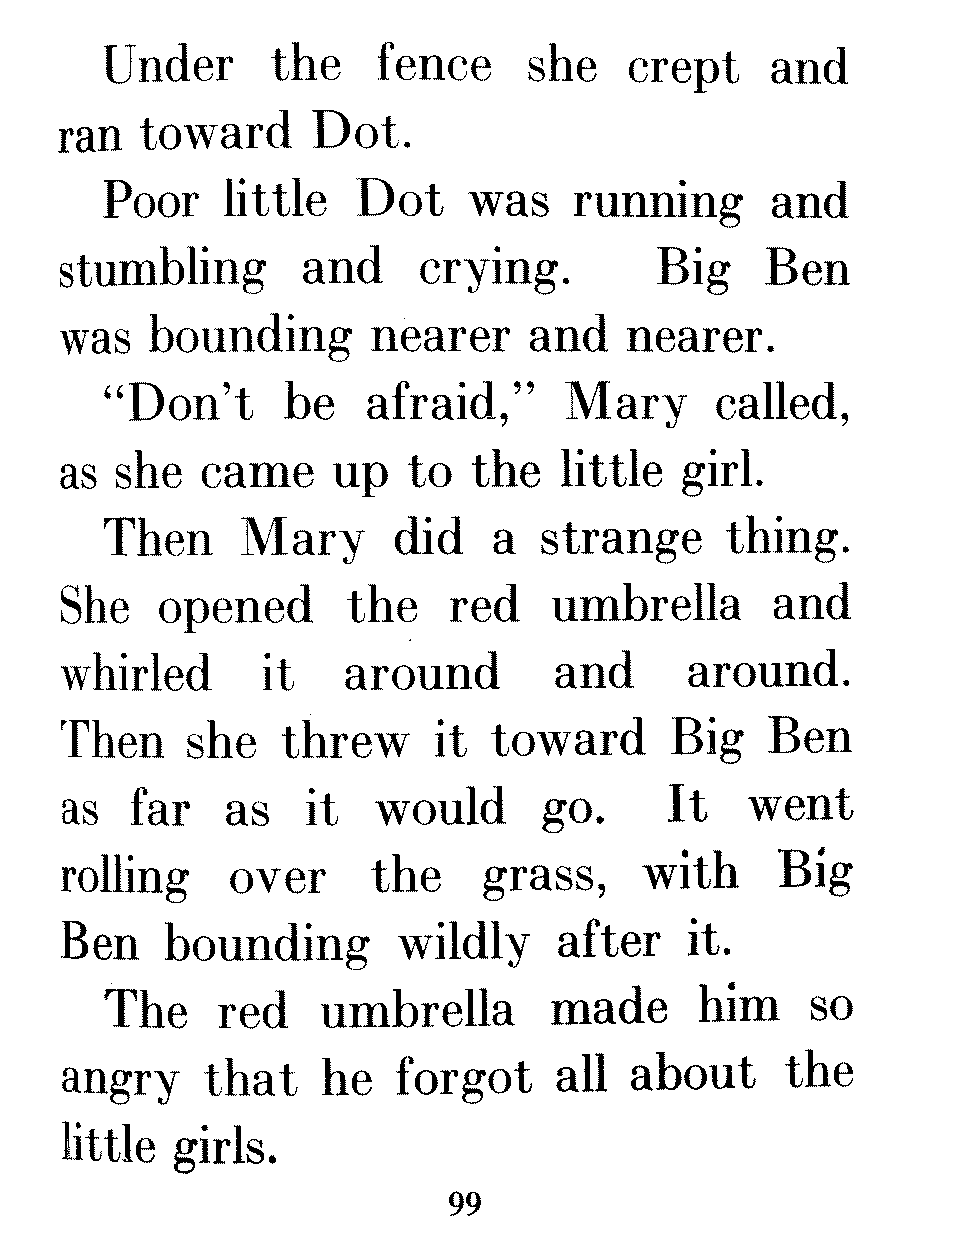 Under the fence she crept and
ran toward Dot.
Poor little Dot was running and
stumbling and crying. Big Ben
was bounding nearer and nearer.
“Don't be afraid,” Mary called,
as she came up to the little girl.
Then Mary did a strange thing.
She opened the red umbrella and
whirled it around and around.
Then she threw it toward Big Ben
as far as it would go. It went
rolling over the grass, with Big
Ben bounding wildly after it.
The red umbrella made him so
angry that he forgot all about the
little girls.
99